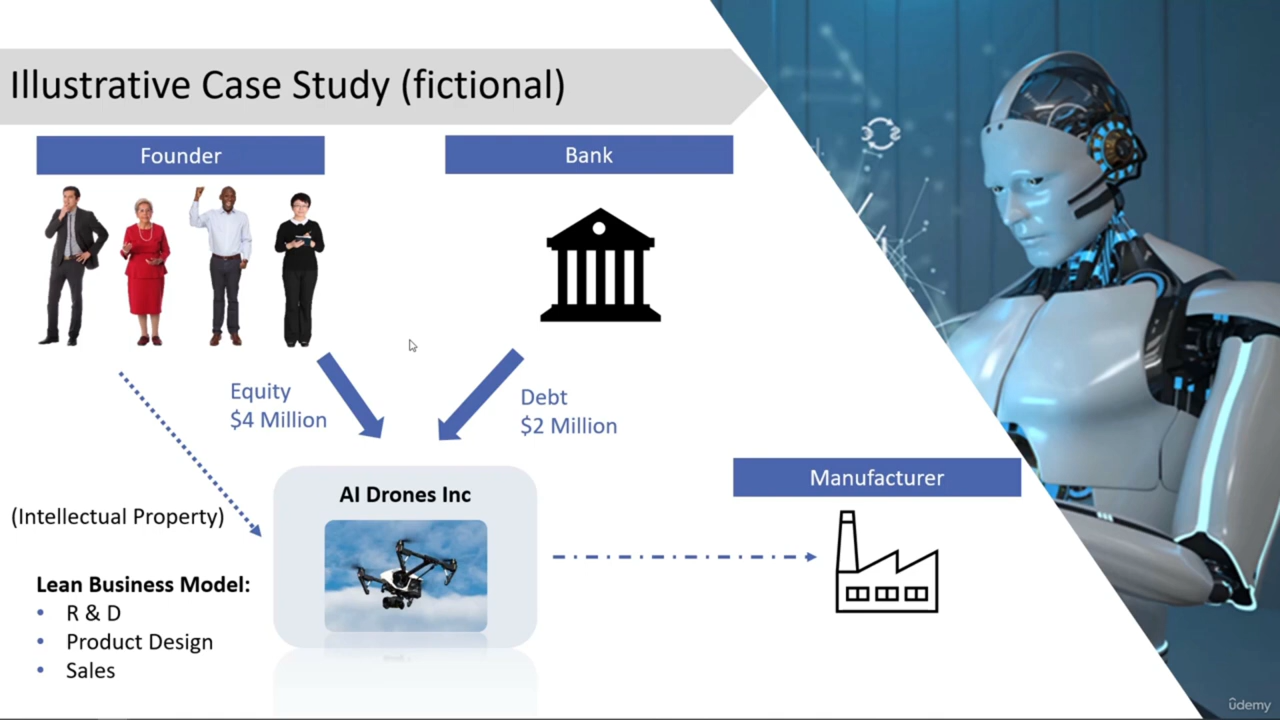 Illustrative Case Study (fictional)
Founder
Bank
Equity
$4 Million
Debt
$2 Million
Manufacturer
AI Drones Inc
(Intellectual Property)
Lean Business Model:
• R & D
• Product Design
• Sales
ûdemy